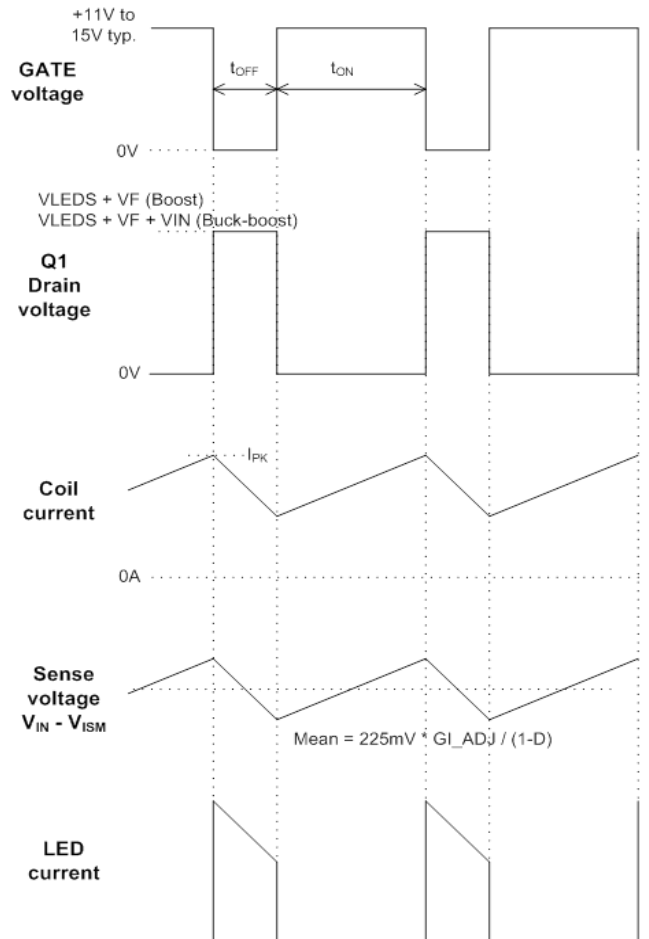 +11V to
15V typ.
GATE
voltage
tOFF
tON
0V
VLEDS + VF (Boost)
VLEDS + VF + VIN (Buck-boost)
Q1
Drain
voltage
0V
IPK
Coil
current
0A
Sense
voltage
VIN - VISM
Mean = 225mV * GI_ADJ / (1-D)
LED
current